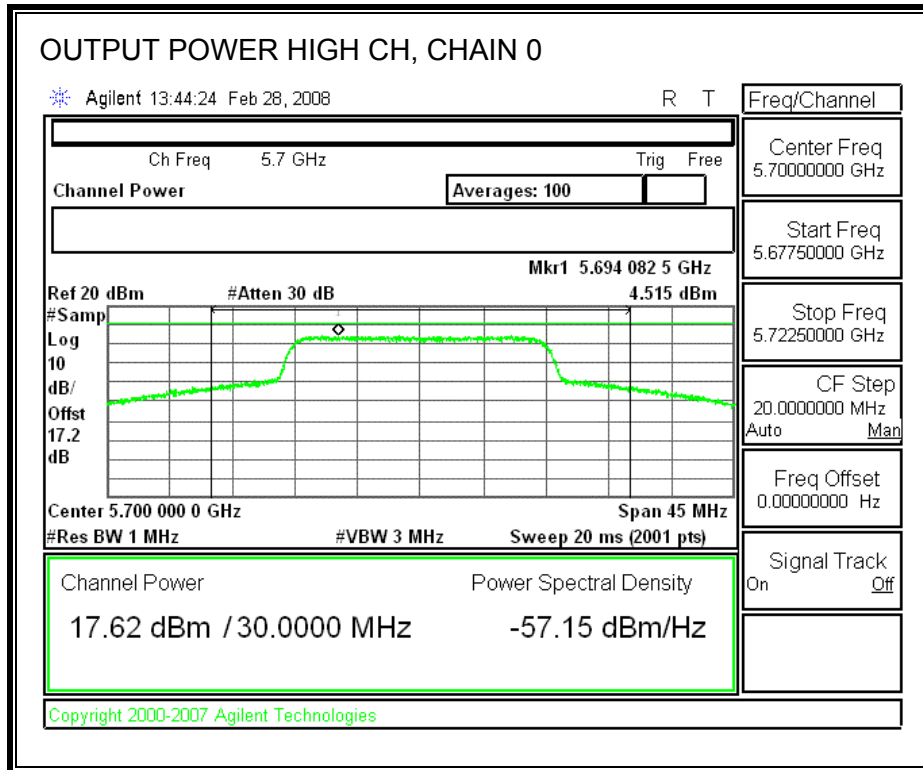 OUTPUT POWER HIGH CH, CHAIN 0
Agilent 13:44:24 Feb 28, 2008 R T
Ch Freq 5.7 GHz Trig Free
Channel Power Averages: 100
Mkr1 5.694 082 5 GHz
Ref 20 dBm #Atten 30 dB 4.515 dBm
#Samp
Log
10
dB/
Offst
17.2
dB
1
Center 5.700 000 0 GHz Span 45 MHz
#Res BW 1 MHz #VBW 3 MHz Sweep 20 ms (2001 pts)
Channel Power Power Spectral Density
17.62 dBm / 30.0000 MHz -57.15 dBm/Hz
Copyright 2000-2007 Agilent Technologies
Freq/Channel
Center Freq
5.70000000 GHz
Start Freq
5.67750000 GHz
Stop Freq
5.72250000 GHz
CF Step
20.0000000 MHz
Auto Man
Freq Offset
0.00000000 Hz
Signal Track
On Off